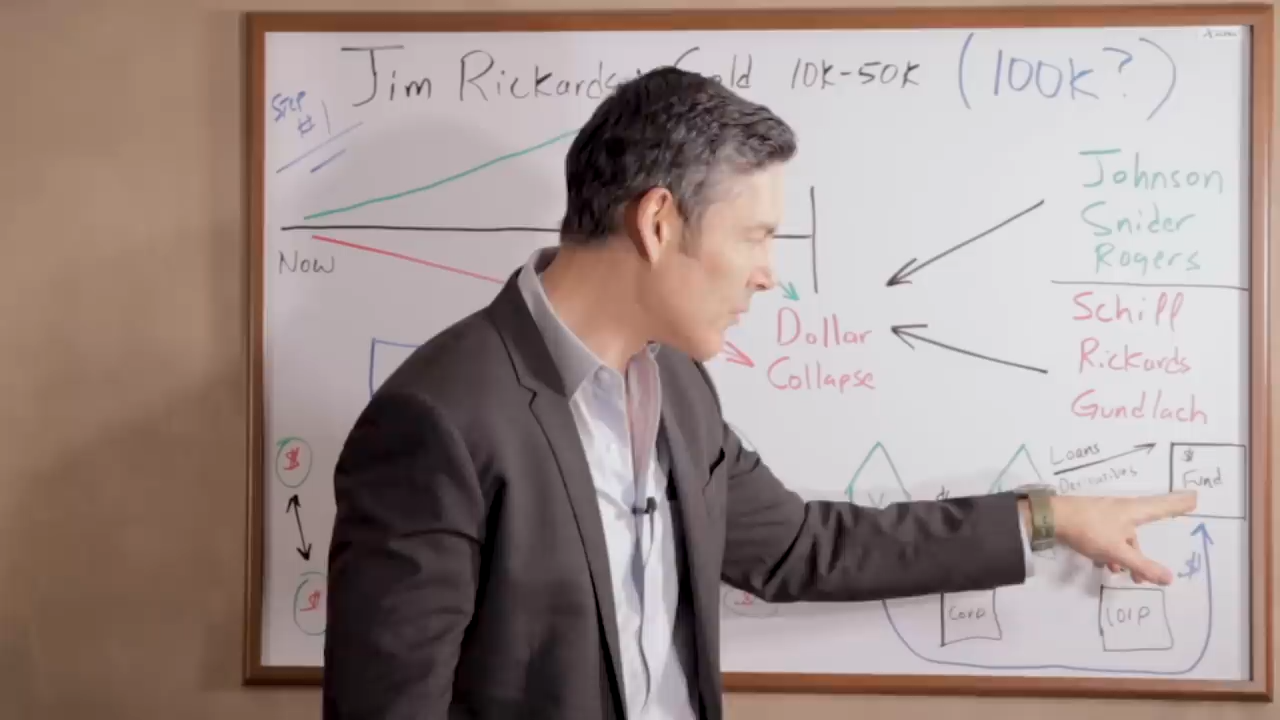 Jim Rickards: Gold 10K-50K (100K?)
STEP
#1
Now
Johnson
Snider
Rogers
Schiff
Rickards
Gundlach
Dollar
Collapse
Loans
Derivatives
$
Fund
$
$
$
$
Corp
Corp